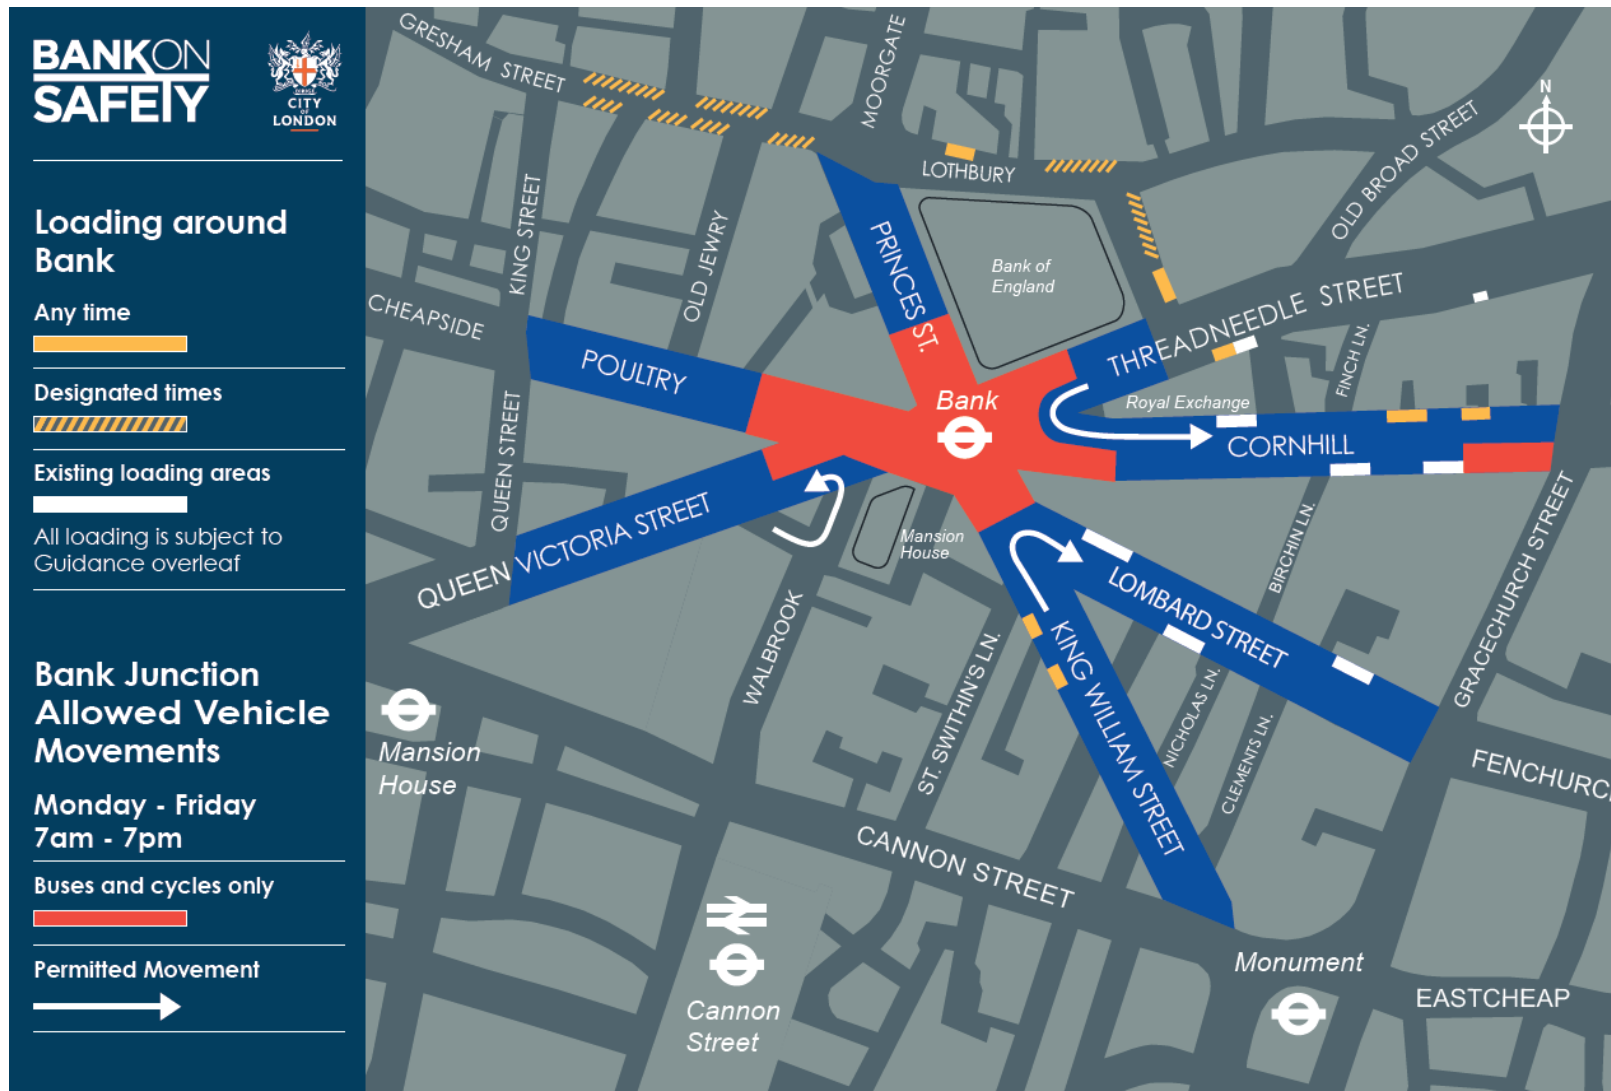 BANK ON
SAFETY
CITY
OF
LONDON
Loading around
Bank
Any time
Designated times
Existing loading areas
All loading is subject to
Guidance overleaf
Bank Junction
Allowed Vehicle
Movements
Monday - Friday
7am - 7pm
Buses and cycles only
Permitted Movement
GRESHAM STREET
MOORGATE
N
LOTHBURY
OLD BROAD STREET
KING STREET
OLD JEWRY
PRINCES ST.
Bank of
England
CHEAPSIDE
THREADNEEDLE STREET
POULTRY
FINCH LN.
Bank
Royal Exchange
CORNHILL
QUEEN STREET
QUEEN VICTORIA STREET
Mansion
House
BIRCHIN LN.
GRACECHURCH STREET
LOMBARD STREET
WALBROOK
ST. SWITHIN'S LN.
KING WILLIAM STREET
NICHOLAS LN.
CLEMENTS LN.
Mansion
House
FENCHURC
CANNON STREET
Monument
EASTCHEAP
Cannon
Street